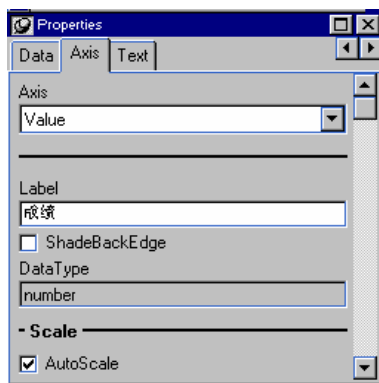 Properties
Data Axis Text
Axis
Value
Label
成绩
ShadeBackEdge
DataType
number
- Scale
AutoScale